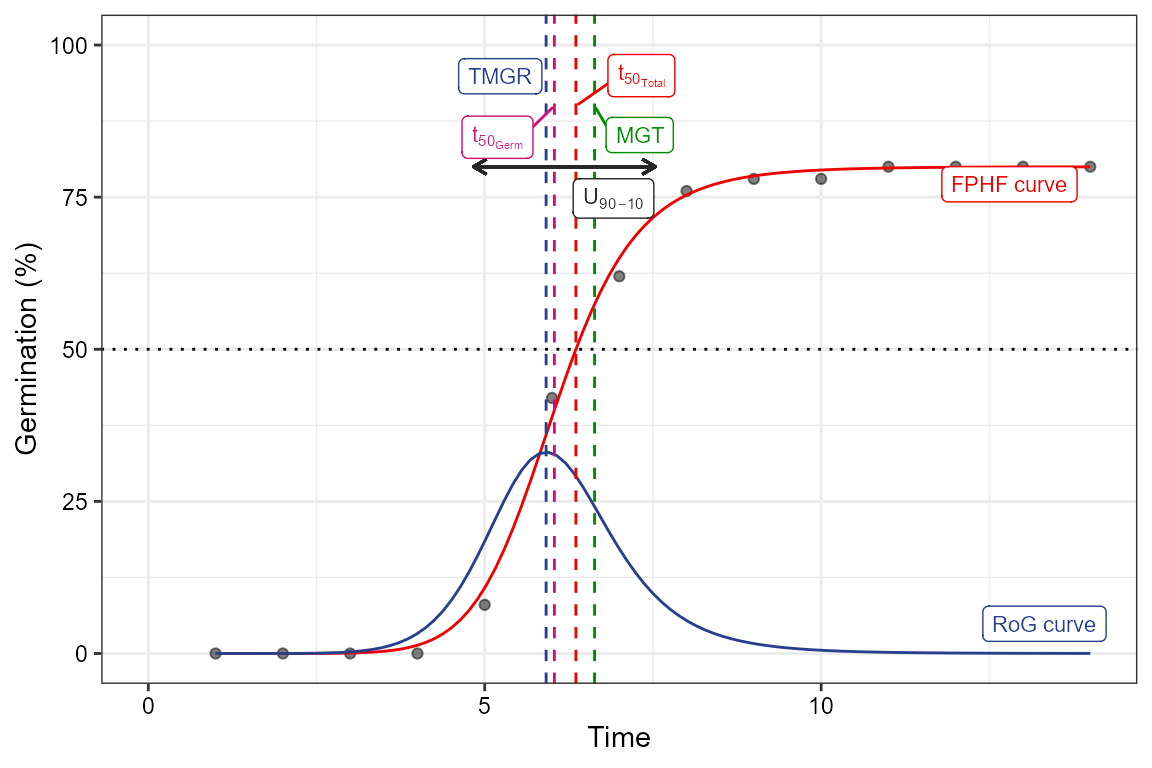 100
75
50
25
0
Germination (%)
TMGR
t50Total
t50Germ
MGT
U90−10
FPHF curve
RoG curve
0 5 10
Time